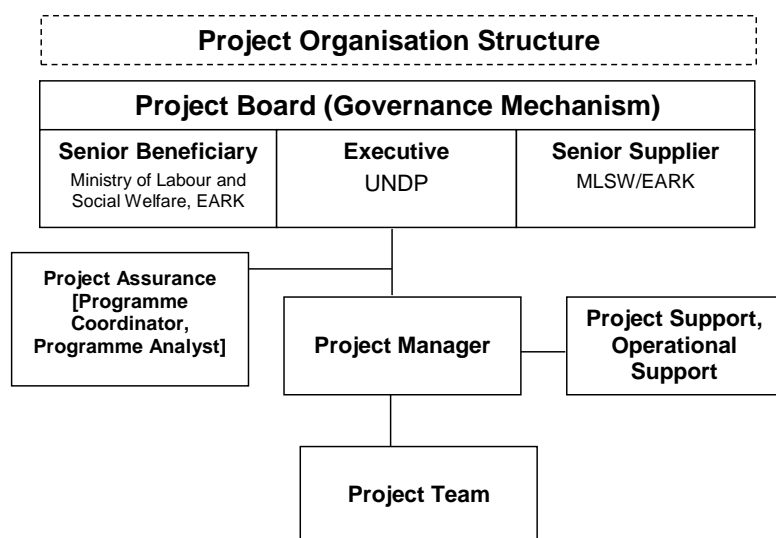 Project Organisation Structure
Project Board (Governance Mechanism)
Senior Beneficiary
Ministry of Labour and
Social Welfare, EARK
Executive
UNDP
Senior Supplier
MLSW/EARK
Project Assurance
[Programme
Coordinator,
Programme Analyst]
Project Manager
Project Support,
Operational
Support
Project Team